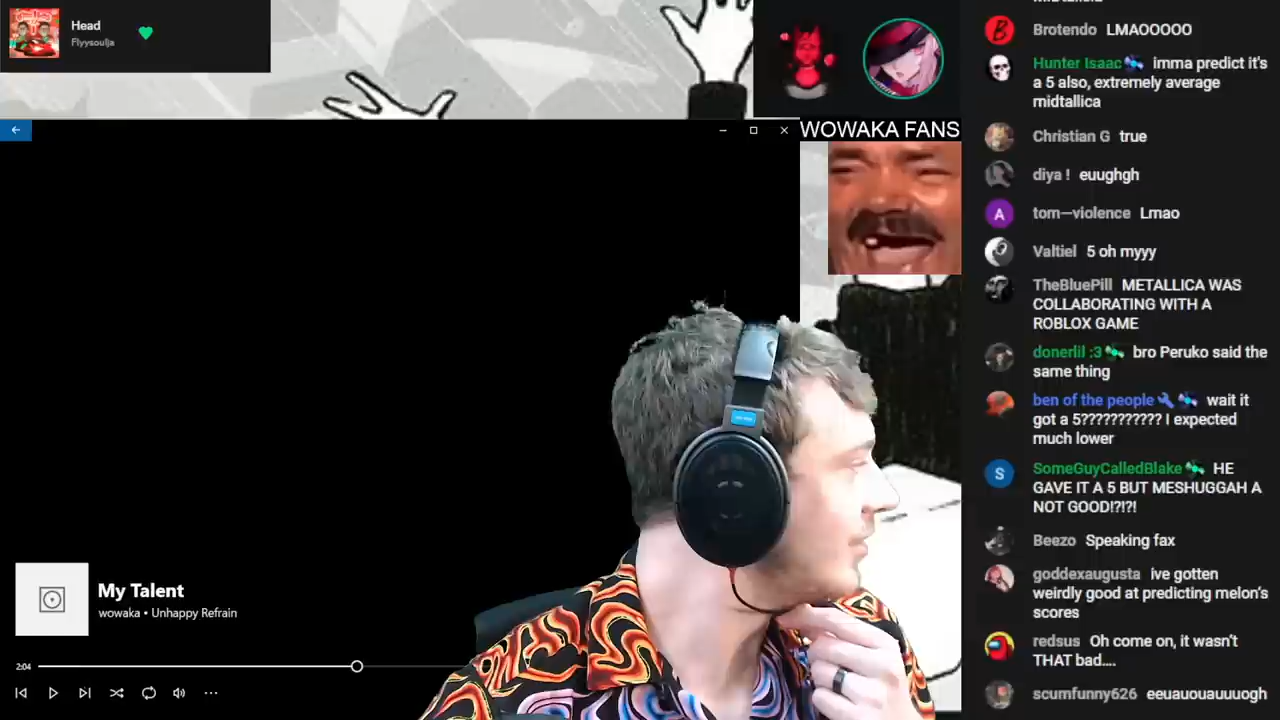 Head
Flyysoulja
WOWAKA FANS
My Talent
wowaka • Unhappy Refrain
2:04
Brotendo LMAOOOOO
Hunter Isaac imma predict it's
a 5 also, extremely average
midtallica
Christian G true
diya ! euughgh
A
tom—violence Lmao
Valtiel 5 oh myyy
TheBluePill METALLICA WAS
COLLABORATING WITH A
ROBLOX GAME
donerlil :3 bro Peruko said the
same thing
ben of the people wait it
got a 5??????????? I expected
much lower
S
SomeGuyCalledBlake HE
GAVE IT A 5 BUT MESHUGGAH A
NOT GOOD!?!?!
Beezo Speaking fax
goddexaugusta ive gotten
weirdly good at predicting melon's
scores
redsus Oh come on, it wasn't
THAT bad....
scumfunny626 eeuauouauuuogh